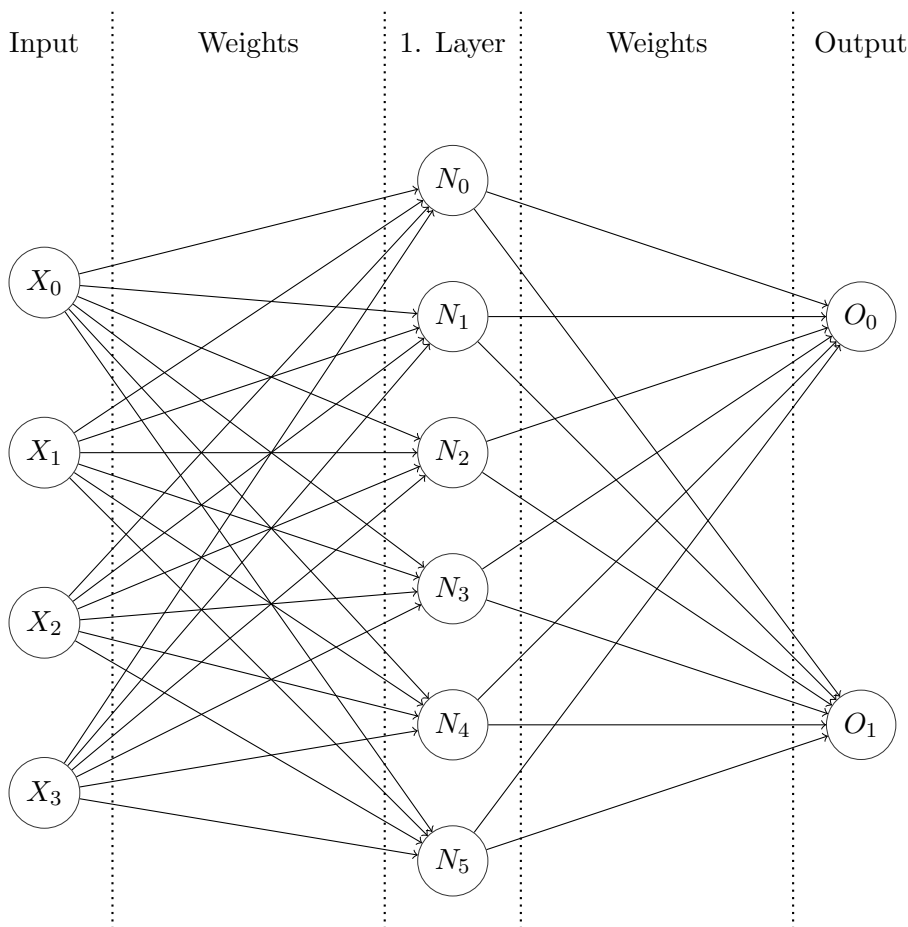 Input Weights 1. Layer Weights Output
N₀
X₀
N₁ O₀
X₁ N₂
N₃
X₂
N₄ O₁
X₃
N₅